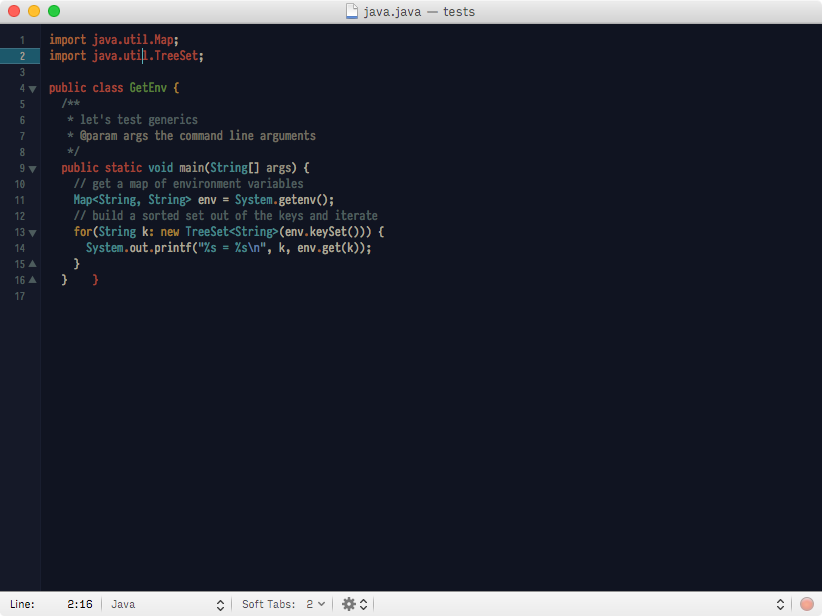 java.java — tests
1 import java.util.Map;
2 import java.util.TreeSet;
3
4 public class GetEnv {
5   /**
6    * let's test generics
7    * @param args the command line arguments
8    */
9   public static void main(String[] args) {
10     // get a map of environment variables
11     Map<String, String> env = System.getenv();
12     // build a sorted set out of the keys and iterate
13     for(String k: new TreeSet<String>(env.keySet())) {
14       System.out.printf("%s = %s\n", k, env.get(k));
15     }
16   }    }
17
Line: 2:16 Java Soft Tabs: 2